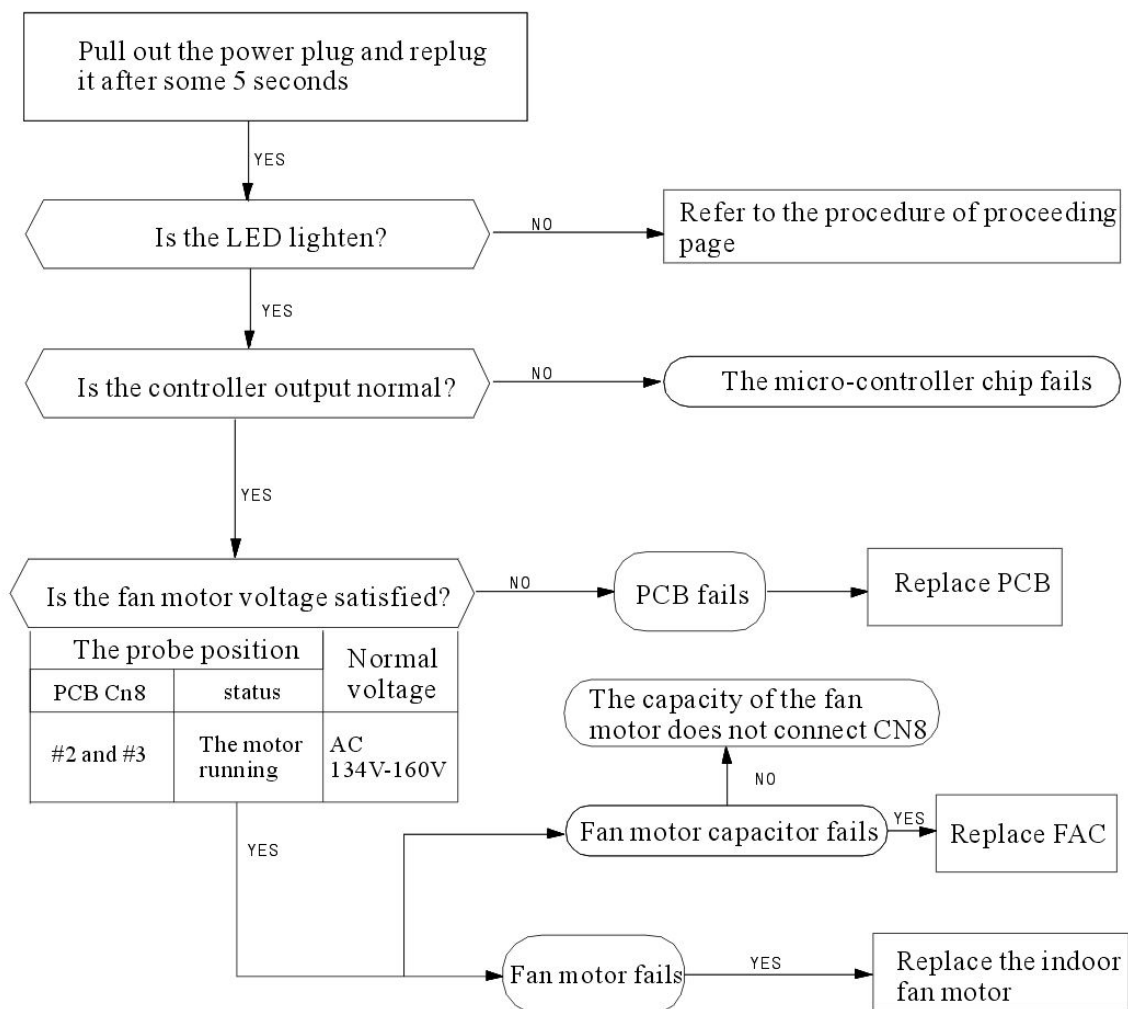 Pull out the power plug and replug
it after some 5 seconds
YES
Is the LED lighten?
NO
Refer to the procedure of proceeding
page
YES
Is the controller output normal?
NO
The micro-controller chip fails
YES
Is the fan motor voltage satisfied?
NO
PCB fails
Replace PCB
The probe position
Normal
voltage
PCB Cn8
status
#2 and #3
The motor
running
AC
134V-160V
The capacity of the fan
motor does not connect CN8
NO
YES
Fan motor capacitor fails
YES
Replace FAC
Fan motor fails
YES
Replace the indoor
fan motor